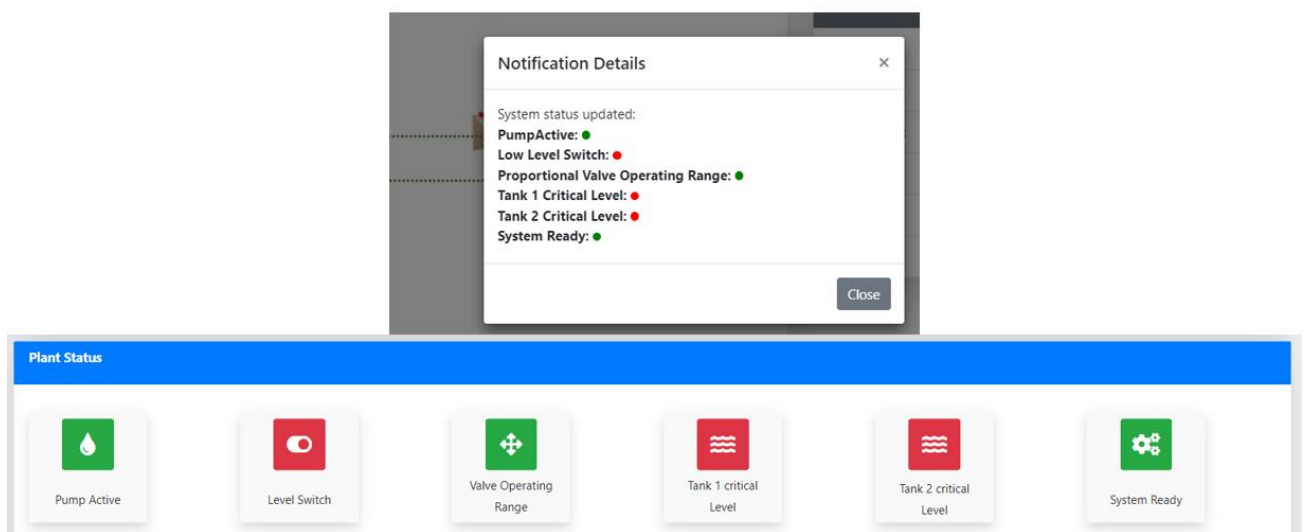 Notification Details
×
System status updated:
PumpActive:
Low Level Switch:
Proportional Valve Operating Range:
Tank 1 Critical Level:
Tank 2 Critical Level:
System Ready:
Close
Plant Status
Pump Active
Level Switch
Valve Operating
Range
Tank 1 critical
Level
Tank 2 critical
Level
System Ready